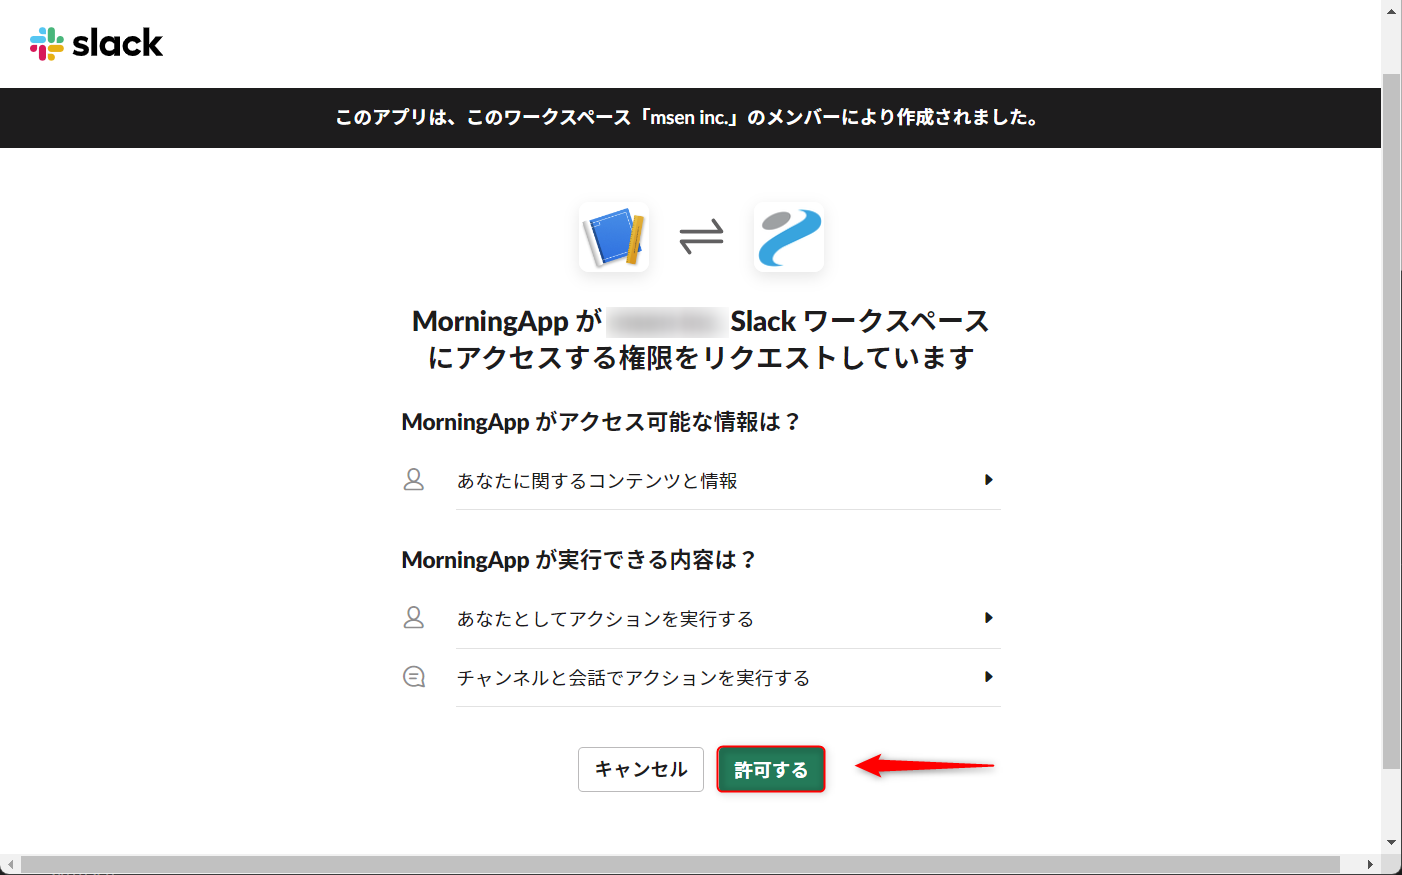 slack
このアプリは、このワークスペース「msen inc.」のメンバーにより作成されました。
MorningApp が Slack ワークスペース
にアクセスする権限をリクエストしています
MorningApp がアクセス可能な情報は？
あなたに関するコンテンツと情報
MorningApp が実行できる内容は？
あなたとしてアクションを実行する
チャンネルと会話でアクションを実行する
キャンセル
許可する